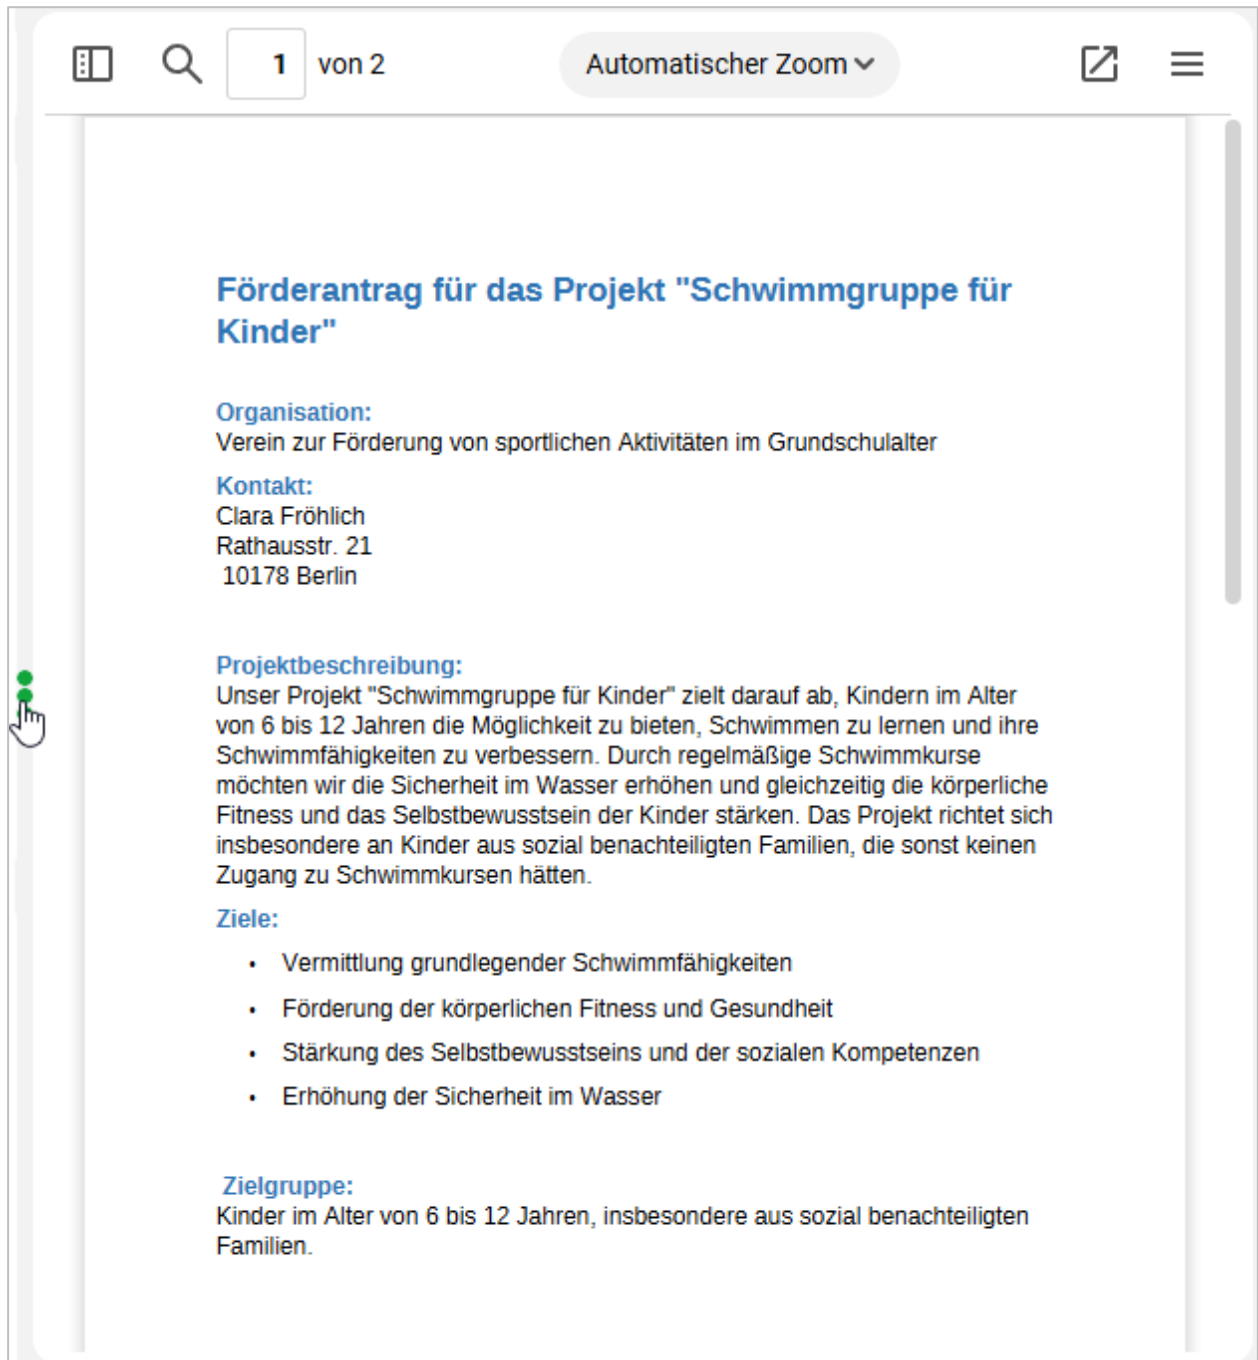 1 von 2 Automatischer Zoom
Förderantrag für das Projekt "Schwimmgruppe für
Kinder"
Organisation:
Verein zur Förderung von sportlichen Aktivitäten im Grundschulalter
Kontakt:
Clara Fröhlich
Rathausstr. 21
10178 Berlin
Projektbeschreibung:
Unser Projekt "Schwimmgruppe für Kinder" zielt darauf ab, Kindern im Alter
von 6 bis 12 Jahren die Möglichkeit zu bieten, Schwimmen zu lernen und ihre
Schwimmfähigkeiten zu verbessern. Durch regelmäßige Schwimmkurse
möchten wir die Sicherheit im Wasser erhöhen und gleichzeitig die körperliche
Fitness und das Selbstbewusstsein der Kinder stärken. Das Projekt richtet sich
insbesondere an Kinder aus sozial benachteiligten Familien, die sonst keinen
Zugang zu Schwimmkursen hätten.
Ziele:
• Vermittlung grundlegender Schwimmfähigkeiten
• Förderung der körperlichen Fitness und Gesundheit
• Stärkung des Selbstbewusstseins und der sozialen Kompetenzen
• Erhöhung der Sicherheit im Wasser
Zielgruppe:
Kinder im Alter von 6 bis 12 Jahren, insbesondere aus sozial benachteiligten
Familien.